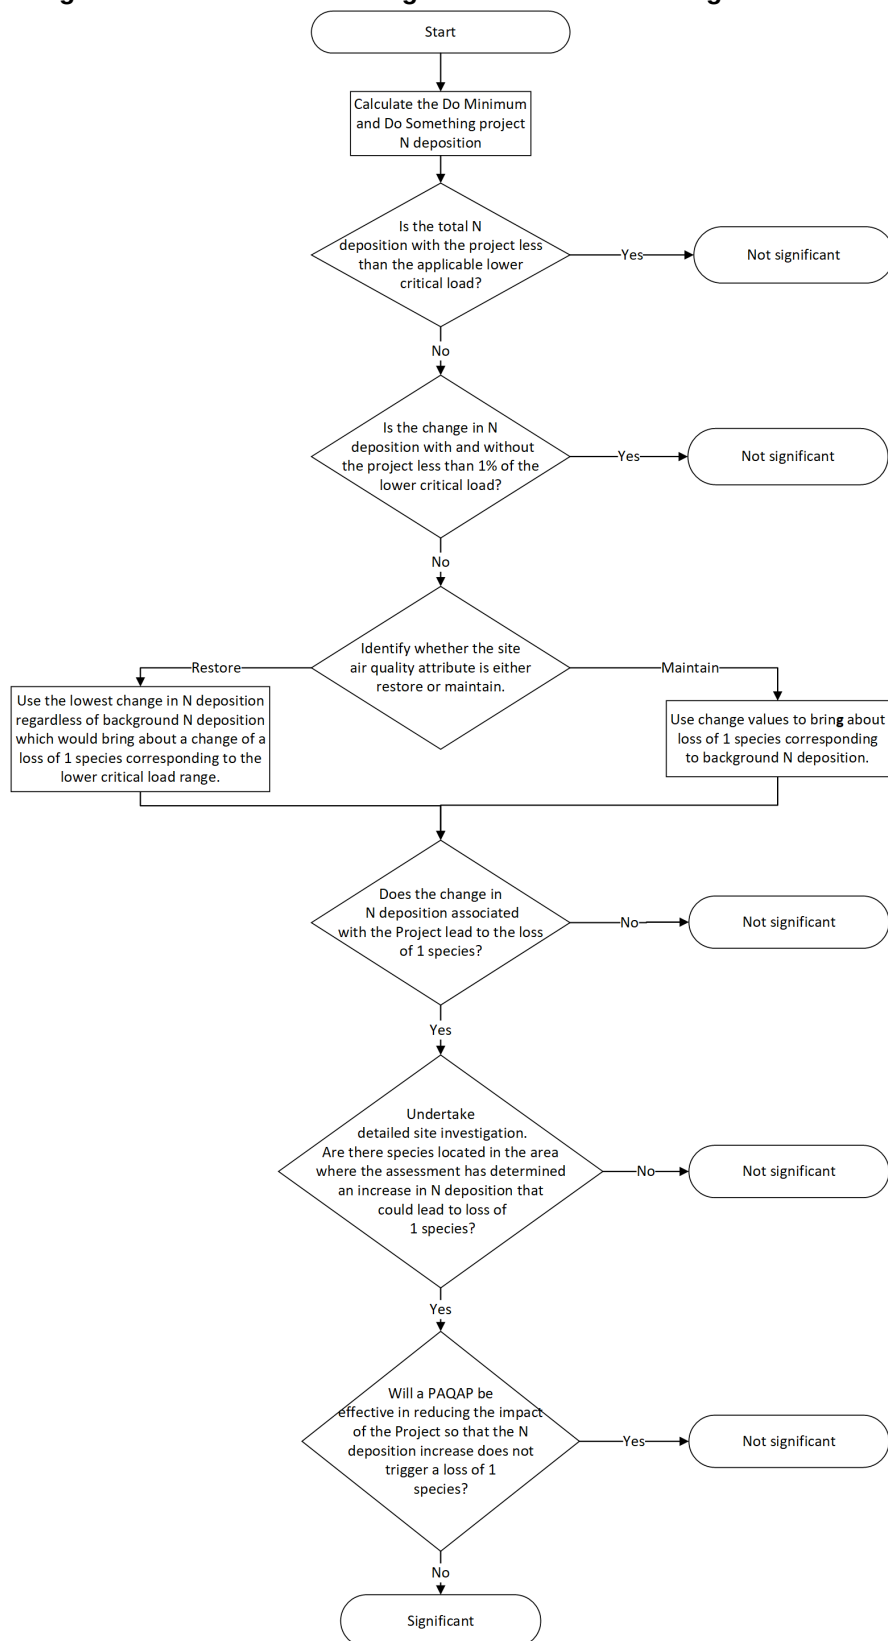 Start
Calculate the Do Minimum
and Do Something project
N deposition
Is the total N
deposition with the project less
than the applicable lower
critical load?
Yes
Not significant
No
Is the change in N
deposition with and without
the project less than 1% of the
lower critical load?
Yes
Not significant
No
Identify whether the site
air quality attribute is either
restore or maintain.
Restore
Maintain
Use the lowest change in N deposition
regardless of background N deposition
which would bring about a change of a
loss of 1 species corresponding to the
lower critical load range.
Use change values to bring about
loss of 1 species corresponding
to background N deposition.
Does the change in
N deposition associated
with the Project lead to the loss
of 1 species?
No
Not significant
Yes
Undertake
detailed site investigation.
Are there species located in the area
where the assessment has determined
an increase in N deposition that
could lead to loss of
1 species?
No
Not significant
Yes
Will a PAQAP be
effective in reducing the impact
of the Project so that the N
deposition increase does not
trigger a loss of 1
species?
Yes
Not significant
No
Significant